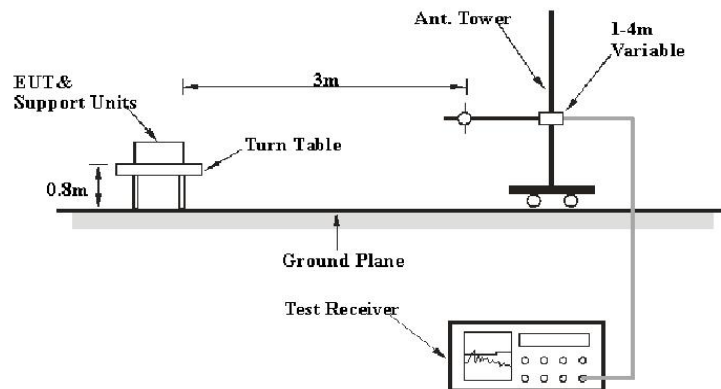 Ant. Tower
1-4m
Variable
3m
EUT&
Support Units
Turn Table
0.8m
Ground Plane
Test Receiver